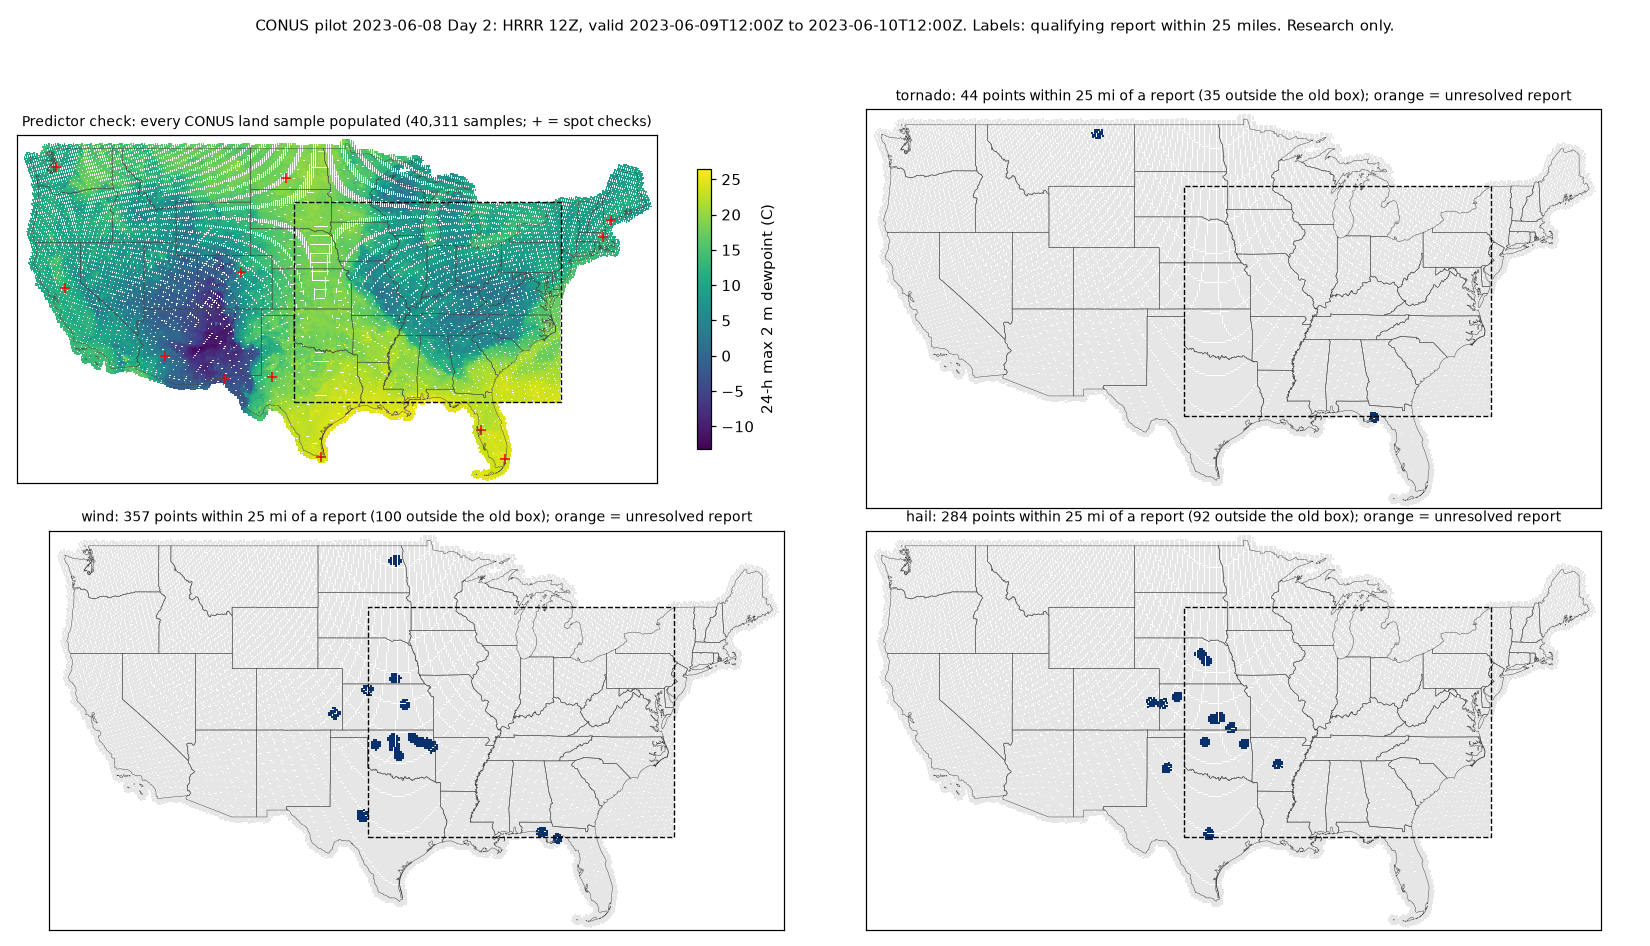 CONUS pilot 2023-06-08 Day 2: HRRR 12Z, valid 2023-06-09T12:00Z to 2023-06-10T12:00Z. Labels: qualifying report within 25 miles. Research only.
Predictor check: every CONUS land sample populated (40,311 samples; + = spot checks)
25
20
15
10
5
0
−5
−10
24-h max 2 m dewpoint (C)
tornado: 44 points within 25 mi of a report (35 outside the old box); orange = unresolved report
wind: 357 points within 25 mi of a report (100 outside the old box); orange = unresolved report
hail: 284 points within 25 mi of a report (92 outside the old box); orange = unresolved report